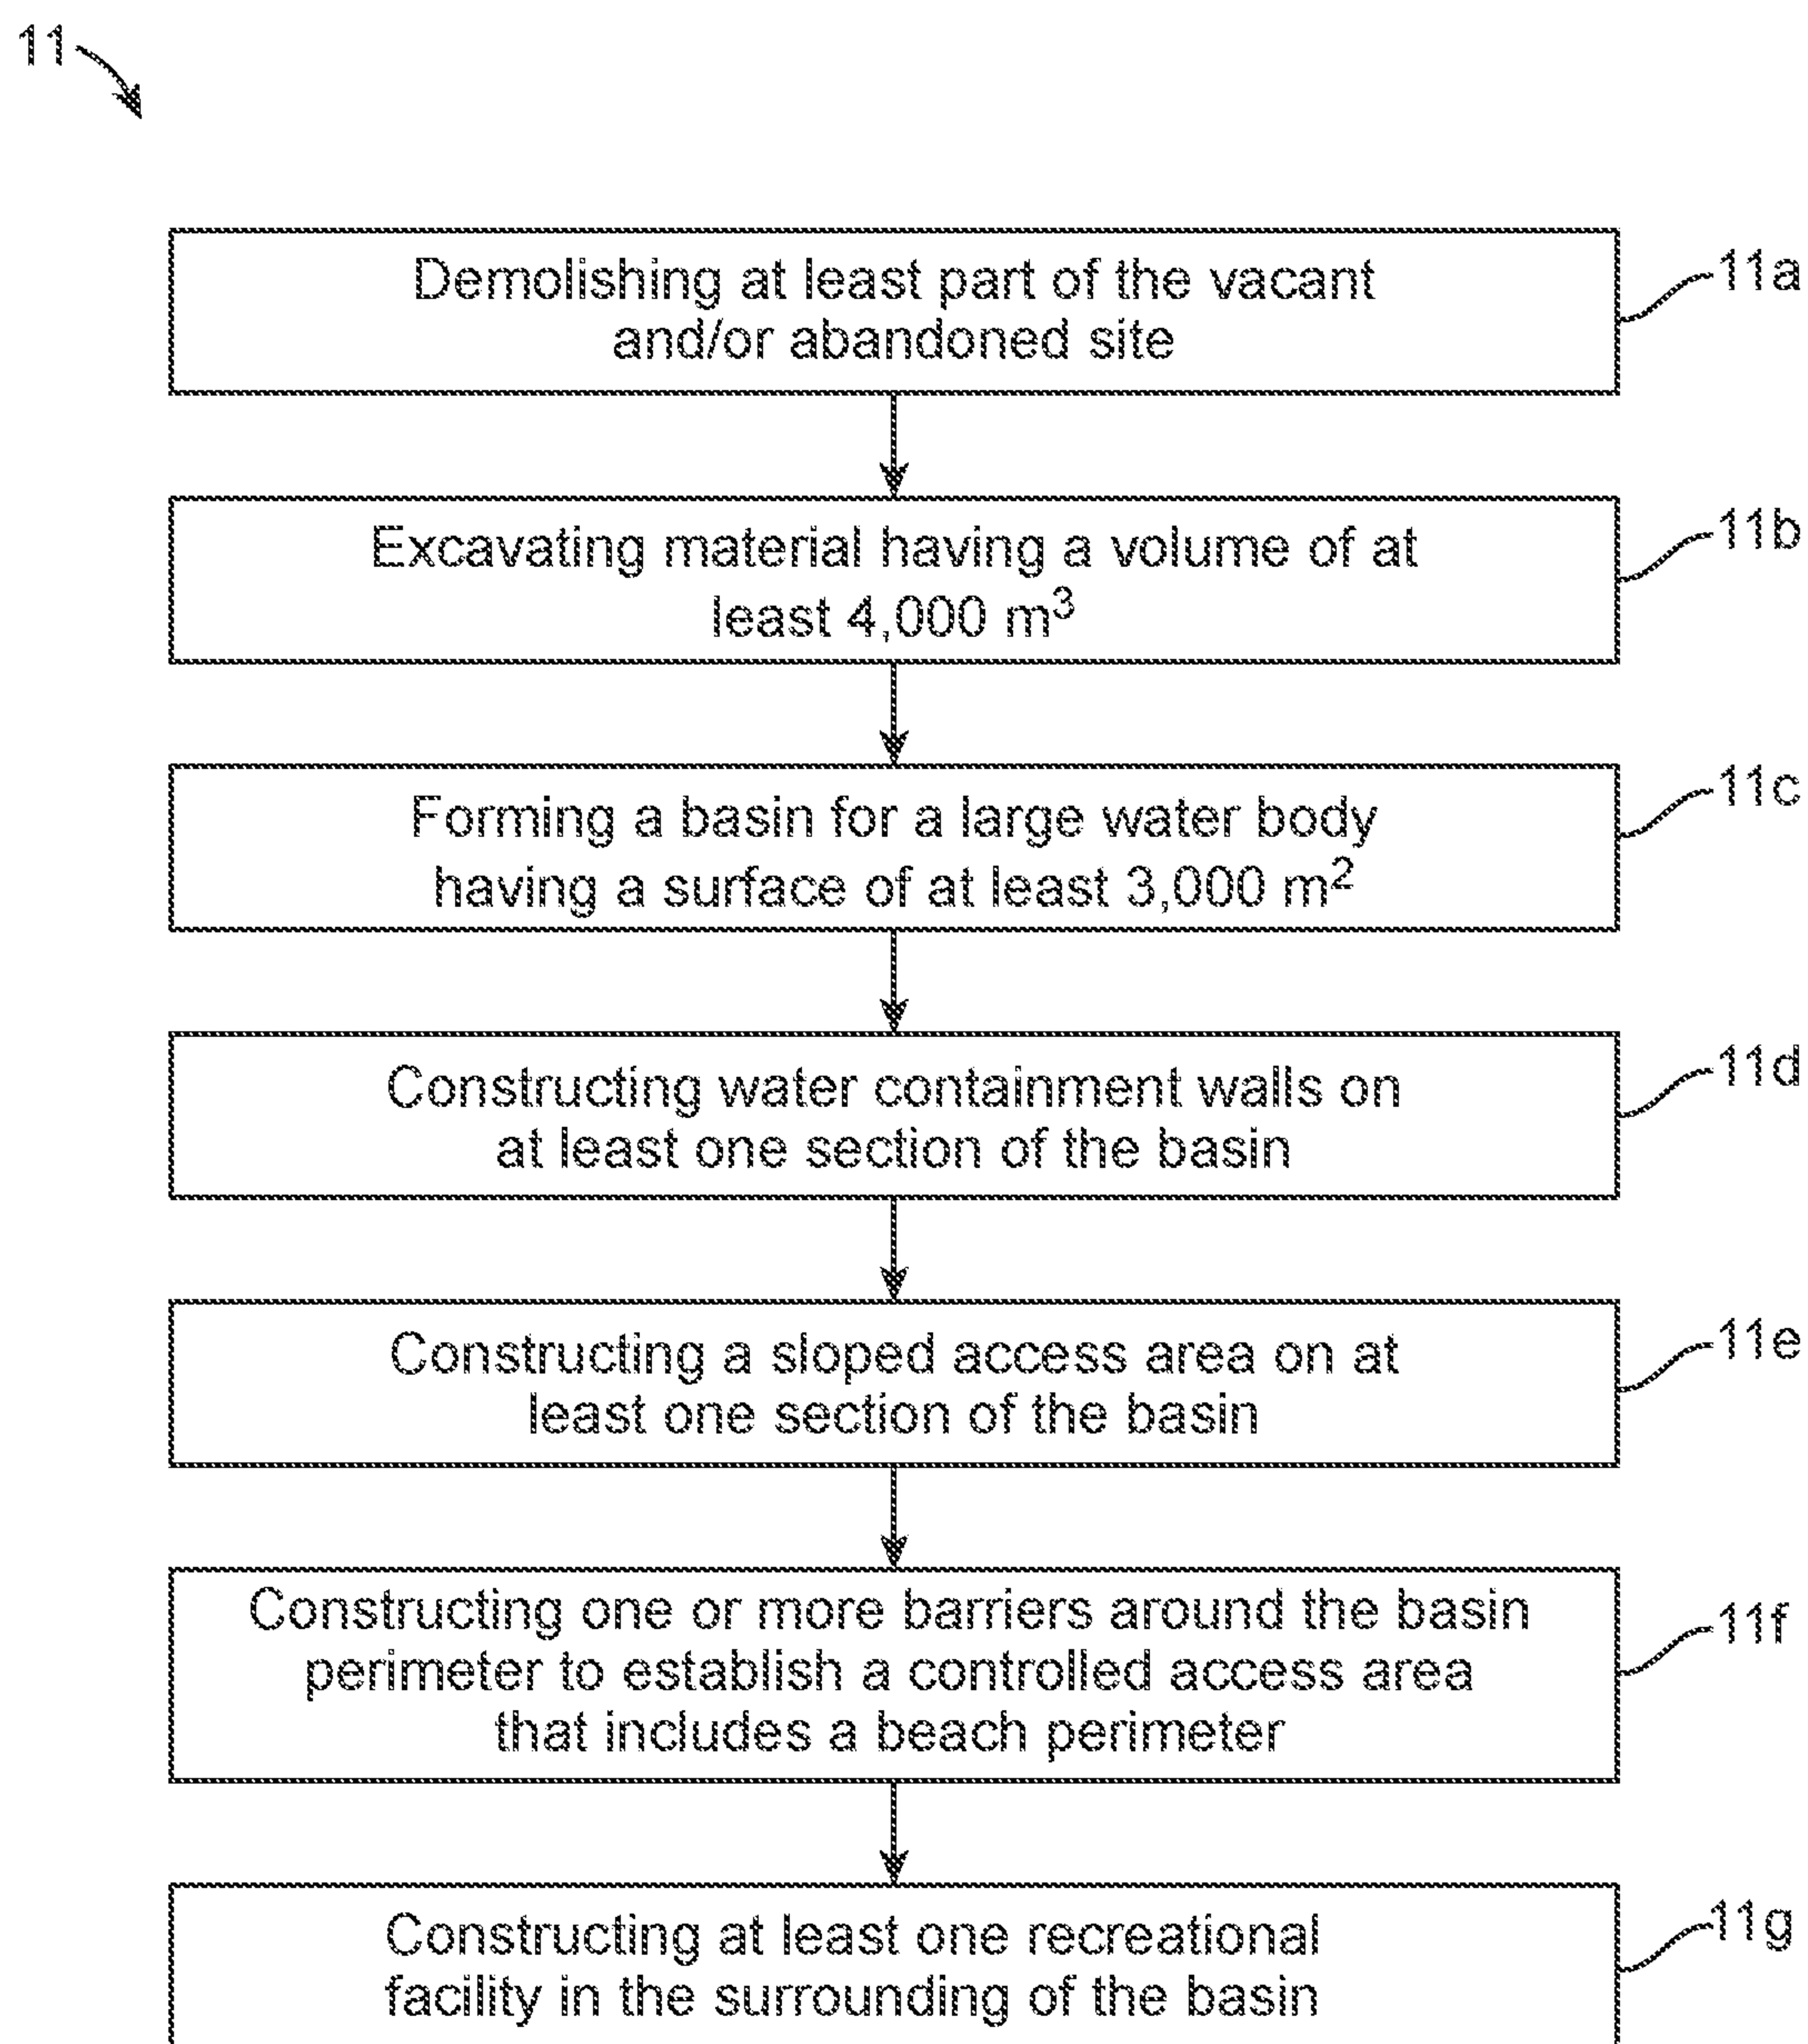 11
Demolishing at least part of the vacant
and/or abandoned site
11a
Excavating material having a volume of at
least 4,000 m³
11b
Forming a basin for a large water body
having a surface of at least 3,000 m²
11c
Constructing water containment walls on
at least one section of the basin
11d
Constructing a sloped access area on at
least one section of the basin
11e
Constructing one or more barriers around the basin
perimeter to establish a controlled access area
that includes a beach perimeter
11f
Constructing at least one recreational
facility in the surrounding of the basin
11g